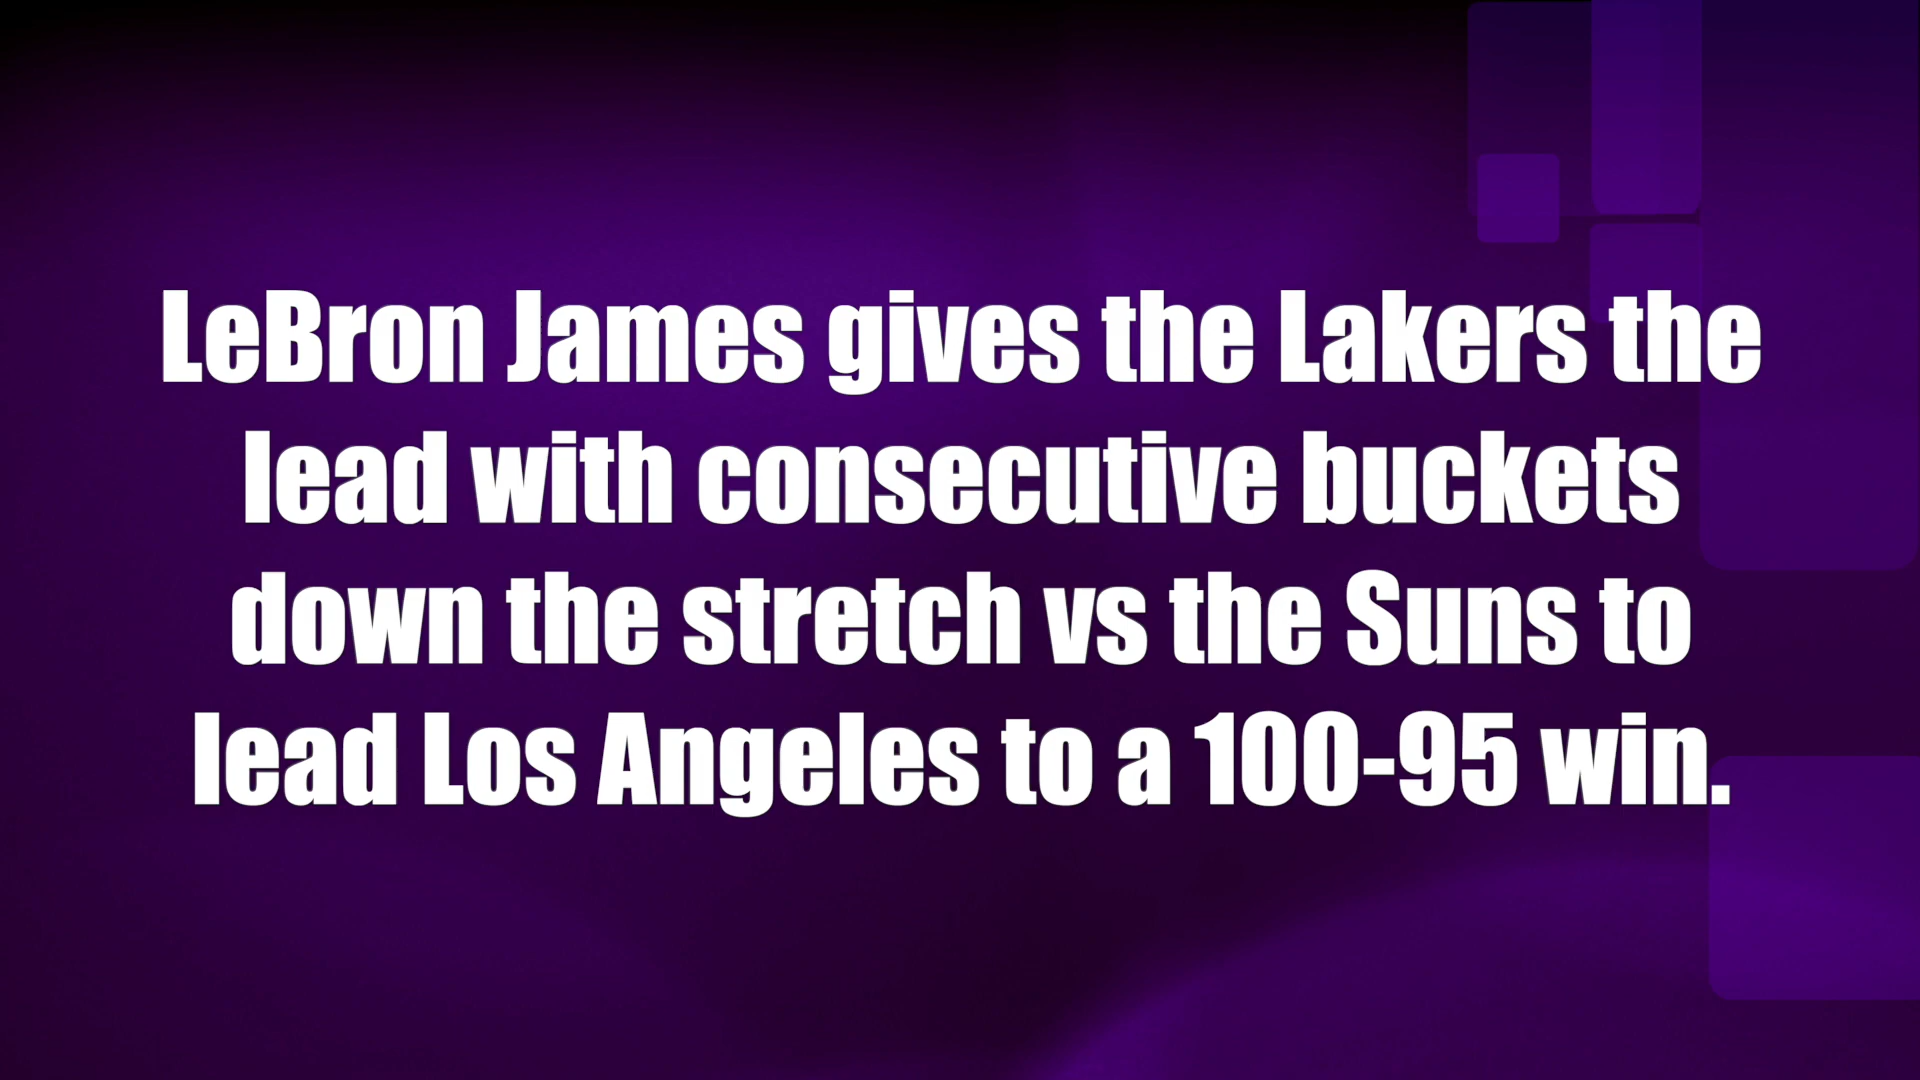 LeBron James gives the Lakers the
lead with consecutive buckets
down the stretch vs the Suns to
lead Los Angeles to a 100-95 win.